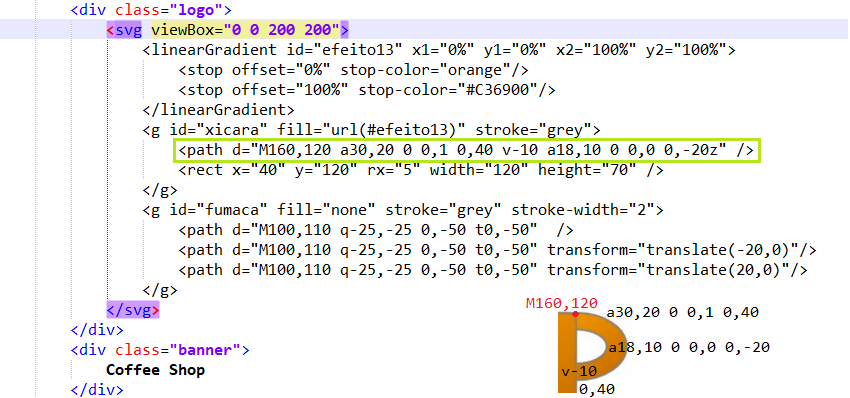 <div class="logo">
<svg viewBox="0 0 200 200">
<linearGradient id="efeito13" x1="0%" y1="0%" x2="100%" y2="100%">
<stop offset="0%" stop-color="orange"/>
<stop offset="100%" stop-color="#C36900"/>
</linearGradient>
<g id="xicara" fill="url(#efeito13)" stroke="grey">
<path d="M160,120 a30,20 0 0,1 0,40 v-10 a18,10 0 0,0 0,-20z" />
<rect x="40" y="120" rx="5" width="120" height="70" />
</g>
<g id="fumaca" fill="none" stroke="grey" stroke-width="2">
<path d="M100,110 q-25,-25 0,-50 t0,-50"  />
<path d="M100,110 q-25,-25 0,-50 t0,-50" transform="translate(-20,0)"/>
<path d="M100,110 q-25,-25 0,-50 t0,-50" transform="translate(20,0)"/>
</g>
</svg>
</div>
<div class="banner">
Coffee Shop
</div>
M160,120
a30,20 0 0,1 0,40
a18,10 0 0,0 0,-20
v-10
0,40